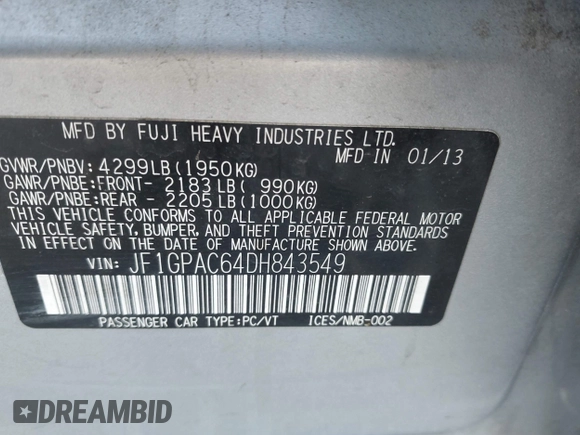 MFD BY FUJI HEAVY INDUSTRIES LTD.
MFD IN 01/13
GVWR/PNBV: 4299LB(1950KG)
GAWR/PNBE:FRONT- 2183LB( 990KG)
GAWR/PNBE:REAR - 2205LB(1000KG)
THIS VEHICLE CONFORMS TO ALL APPLICABLE FEDERAL MOTOR
VEHICLE SAFETY, BUMPER, AND THEFT PREVENTION STANDARDS
IN EFFECT ON THE DATE OF MANUFACTURE SHOWN ABOVE.
VIN: JF1GPAC64DH843549
PASSENGER CAR TYPE:PC/VT ICES/NMB-002
DREAMBID